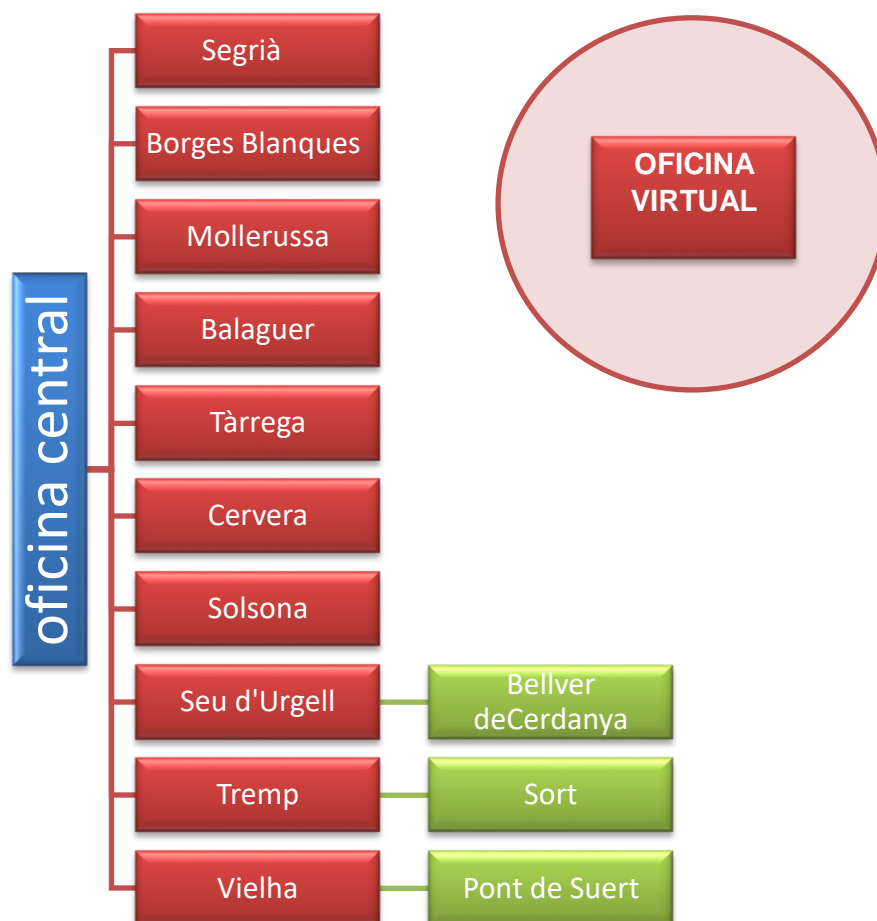 oficina central
Segrià
Borges Blanques
Mollerussa
Balaguer
Tàrrega
Cervera
Solsona
Seu d'Urgell
Bellver
deCerdanya
Tremp
Sort
Vielha
Pont de Suert
OFICINA
VIRTUAL